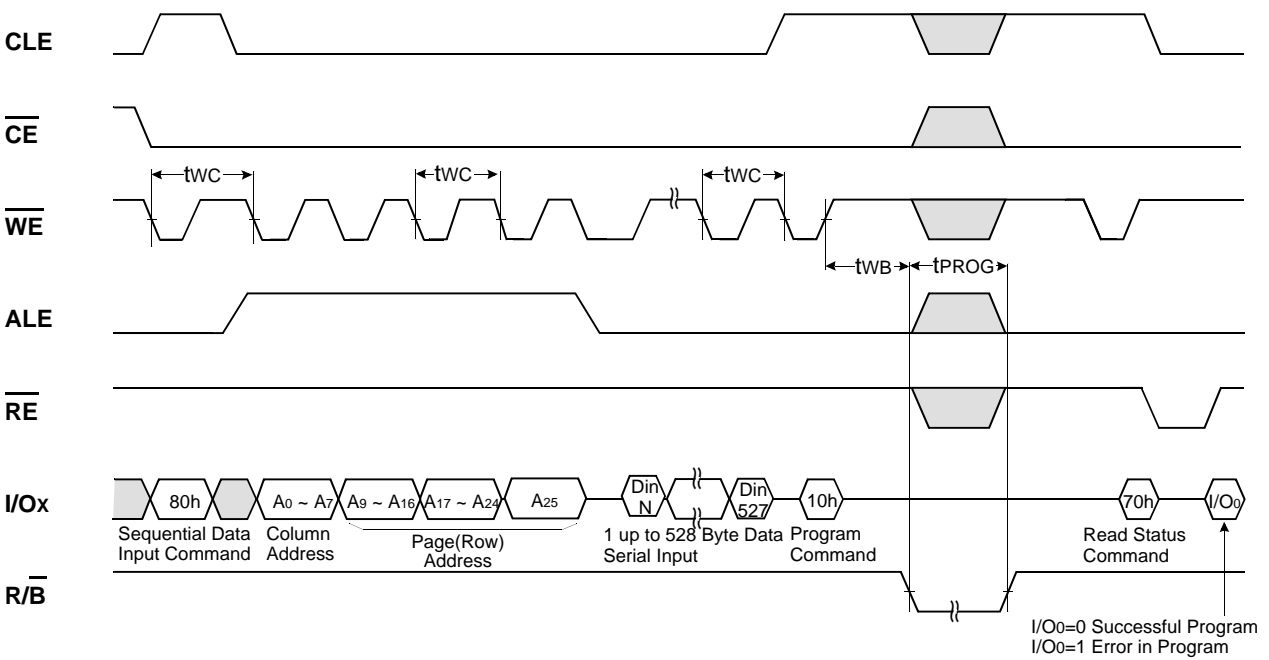 CLE
CE
tWC tWC tWC
WE
tWB tPROG
ALE
RE
I/Ox
80h A0 ~ A7 A9 ~ A16 A17 ~ A24 A25 Din N Din 527 10h 70h I/O0
Sequential Data Input Command
Column Address
Page(Row) Address
1 up to 528 Byte Data Serial Input
Program Command
Read Status Command
R/B
I/O0=0 Successful Program
I/O0=1 Error in Program